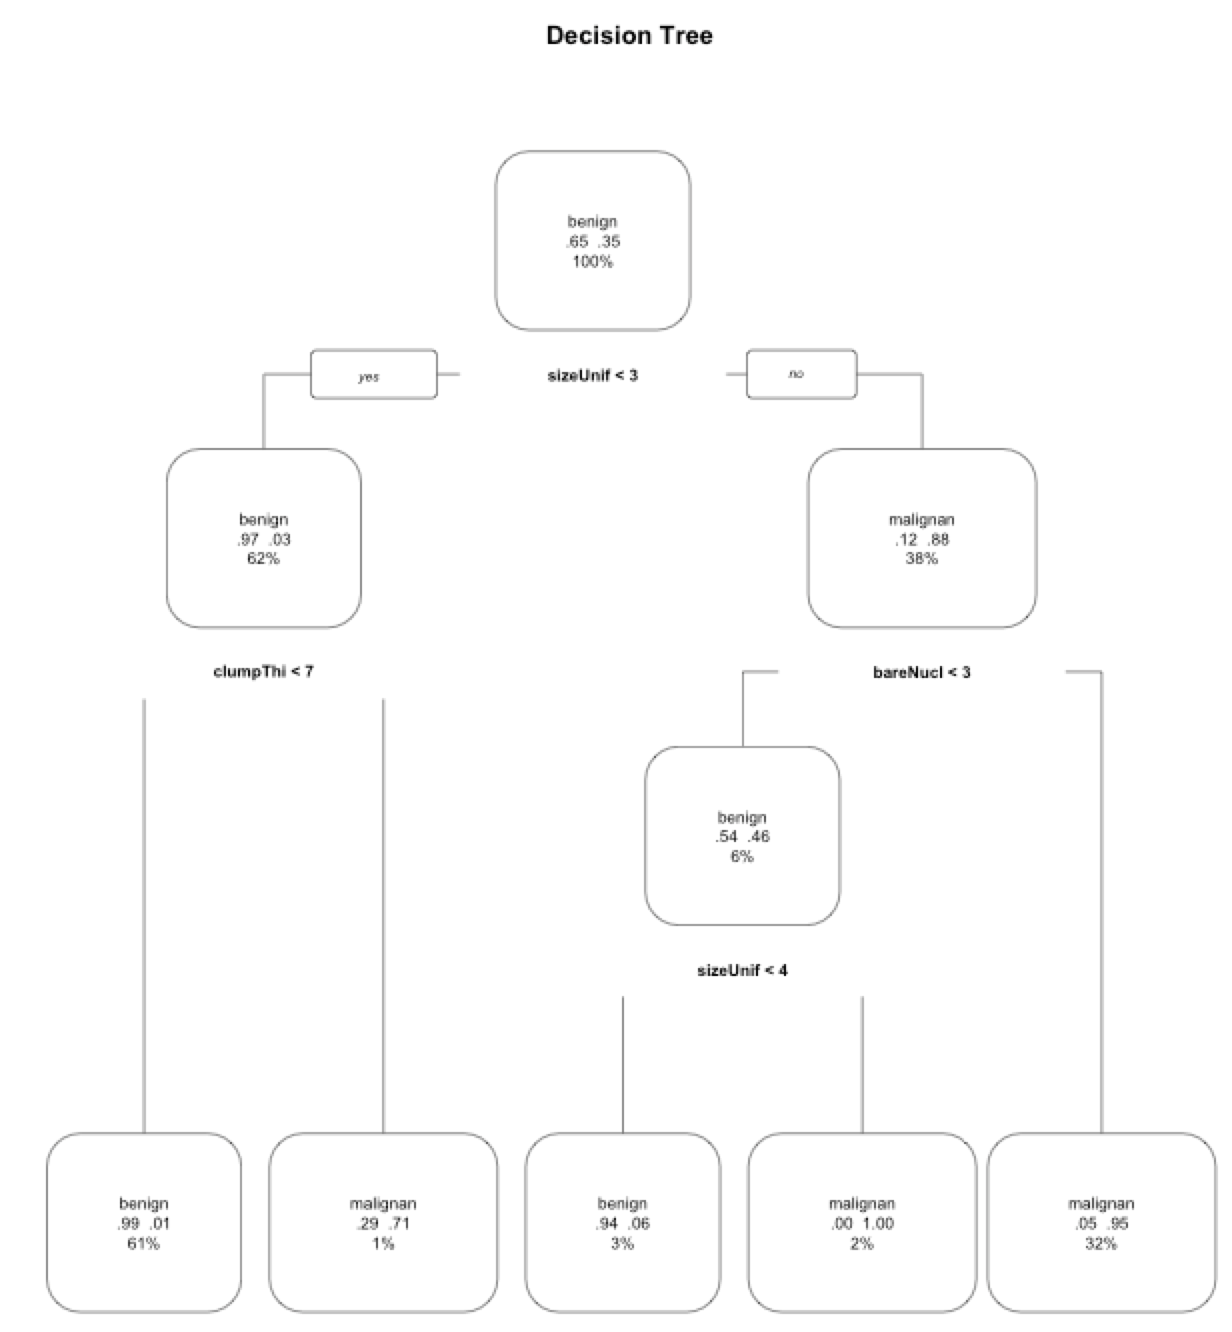 Decision Tree
benign
.65 .35
100%
yes
sizeUnif < 3
no
benign
.97 .03
62%
malignan
.12 .88
38%
clumpThi < 7
bareNucl < 3
benign
.54 .46
6%
sizeUnif < 4
benign
.99 .01
61%
malignan
.29 .71
1%
benign
.94 .06
3%
malignan
.00 1.00
2%
malignan
.05 .95
32%